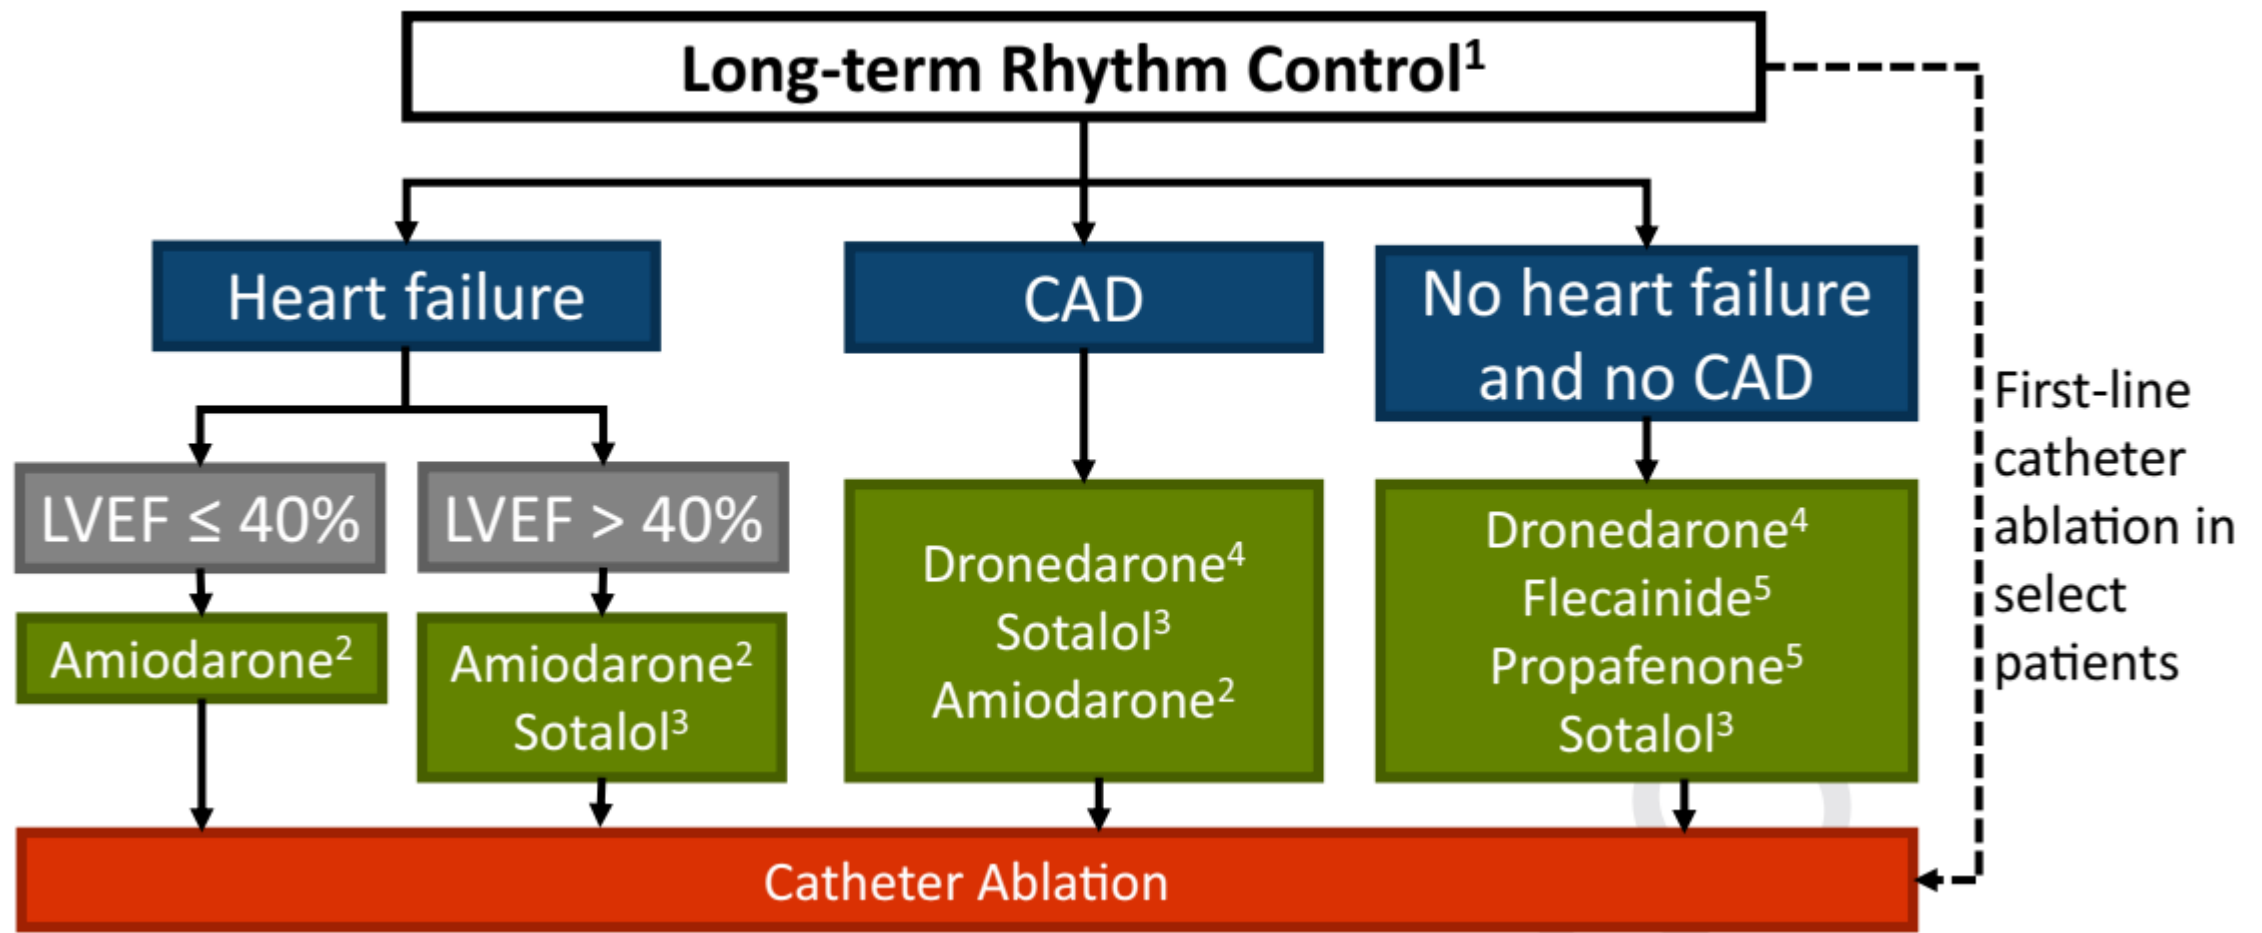 Long-term Rhythm Control¹
Heart failure
CAD
No heart failure
and no CAD
LVEF ≤ 40%
LVEF > 40%
Amiodarone²
Amiodarone²
Sotalol³
Dronedarone⁴
Sotalol³
Amiodarone²
Dronedarone⁴
Flecainide⁵
Propafenone⁵
Sotalol³
First-line
catheter
ablation in
select
patients
Catheter Ablation